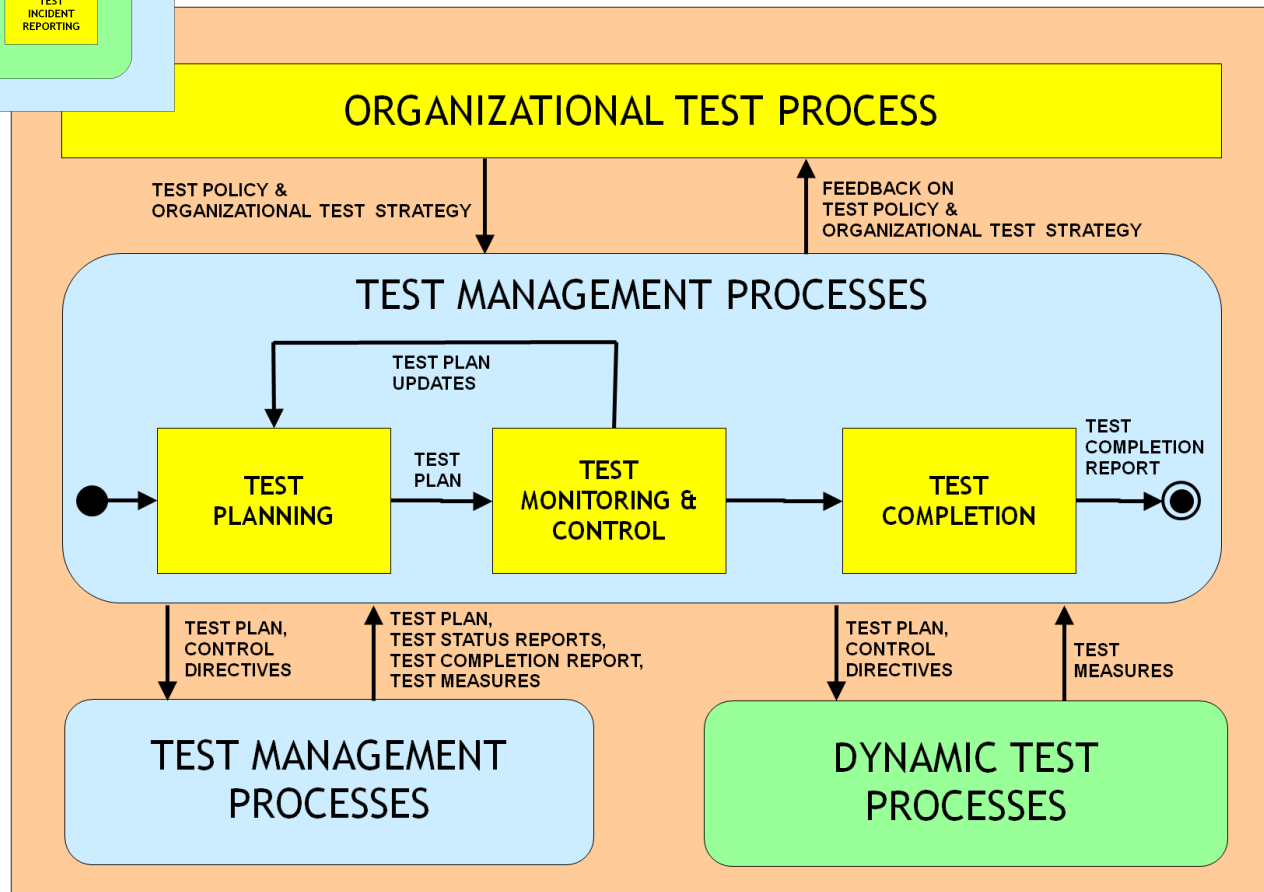 TEST
INCIDENT
REPORTING
ORGANIZATIONAL TEST PROCESS
TEST POLICY &
ORGANIZATIONAL TEST STRATEGY
FEEDBACK ON
TEST POLICY &
ORGANIZATIONAL TEST STRATEGY
TEST MANAGEMENT PROCESSES
TEST PLAN
UPDATES
TEST
PLANNING
TEST
PLAN
TEST
MONITORING &
CONTROL
TEST
COMPLETION
TEST
COMPLETION
REPORT
TEST PLAN,
CONTROL
DIRECTIVES
TEST PLAN,
TEST STATUS REPORTS,
TEST COMPLETION REPORT,
TEST MEASURES
TEST PLAN,
CONTROL
DIRECTIVES
TEST
MEASURES
TEST MANAGEMENT
PROCESSES
DYNAMIC TEST
PROCESSES